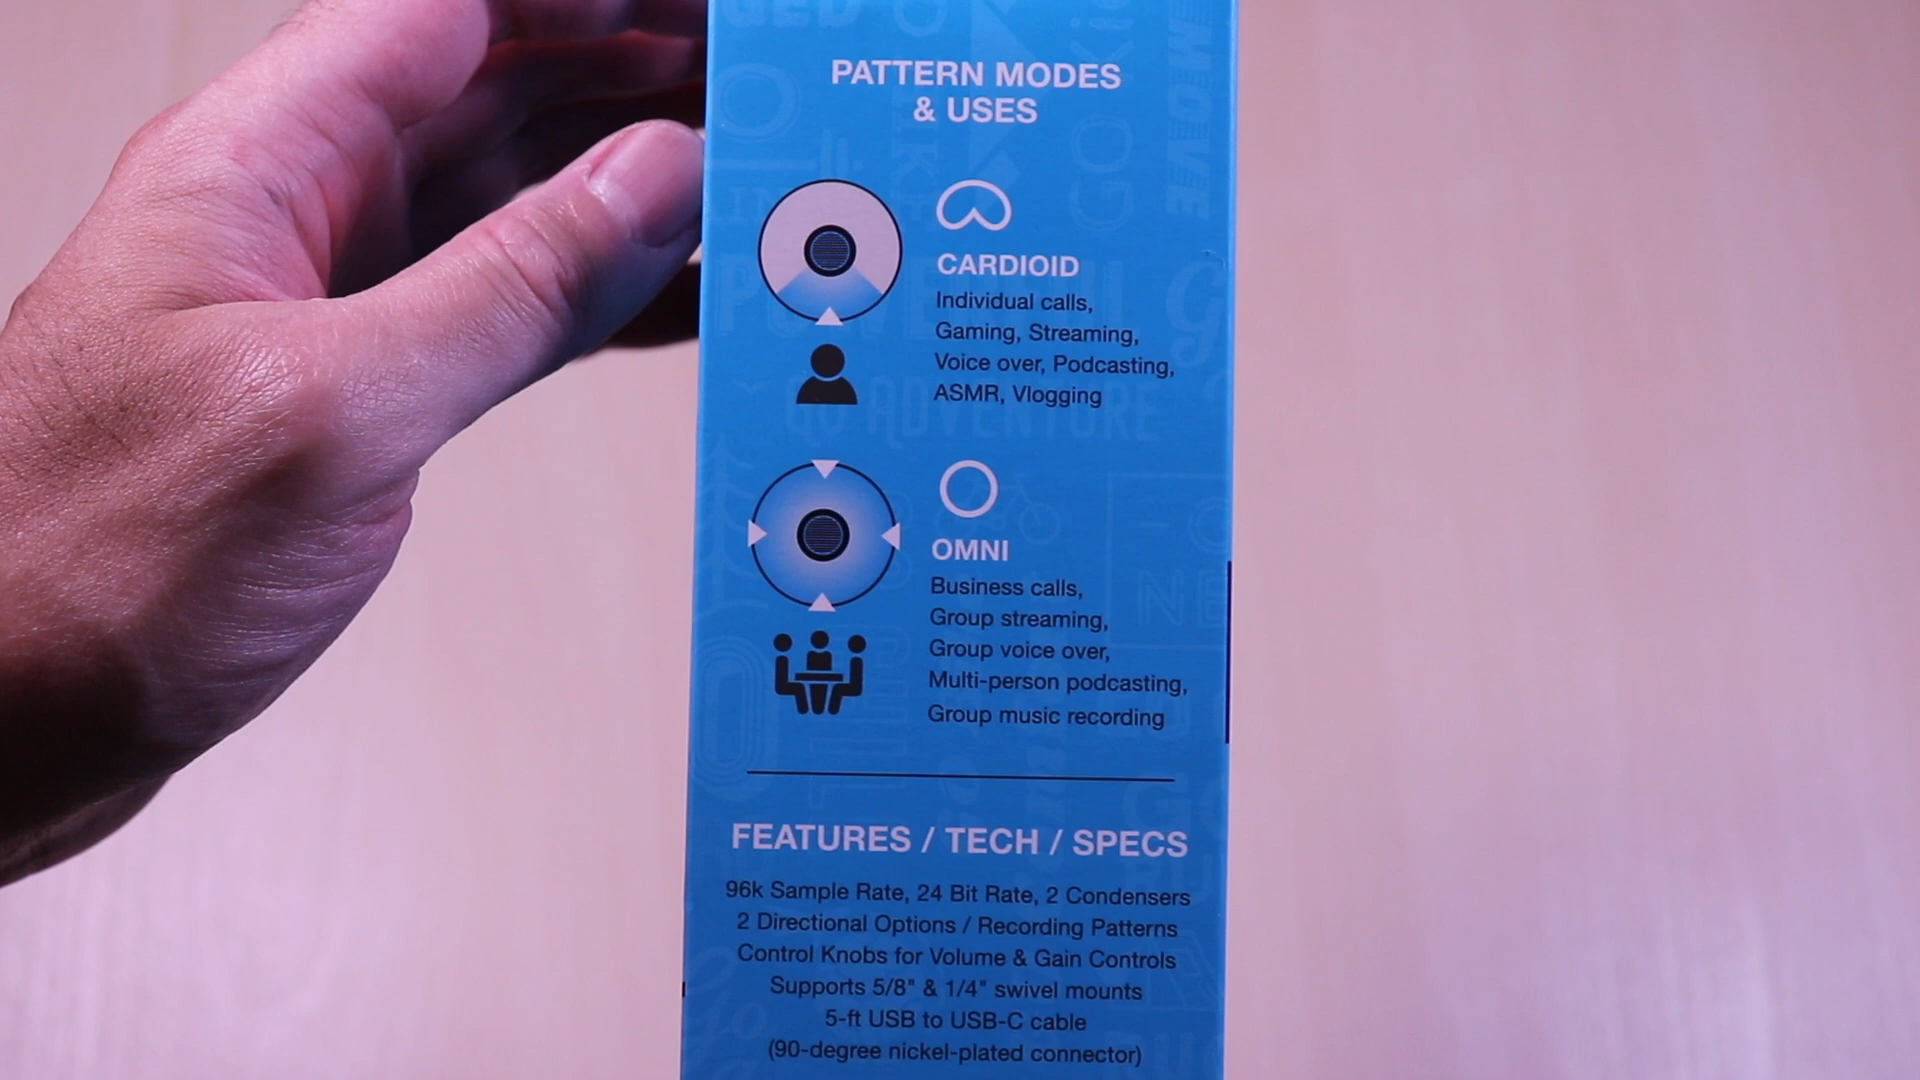 PATTERN MODES
& USES
CARDIOID
Individual calls,
Gaming, Streaming,
Voice over, Podcasting,
ASMR, Vlogging
GO ADVENTURE
MOVE
OMNI
Business calls,
Group streaming,
Group voice over,
Multi-person podcasting,
Group music recording
FEATURES / TECH / SPECS
96k Sample Rate, 24 Bit Rate, 2 Condensers
2 Directional Options / Recording Patterns
Control Knobs for Volume & Gain Controls
Supports 5/8" & 1/4" swivel mounts
5-ft USB to USB-C cable
(90-degree nickel-plated connector)